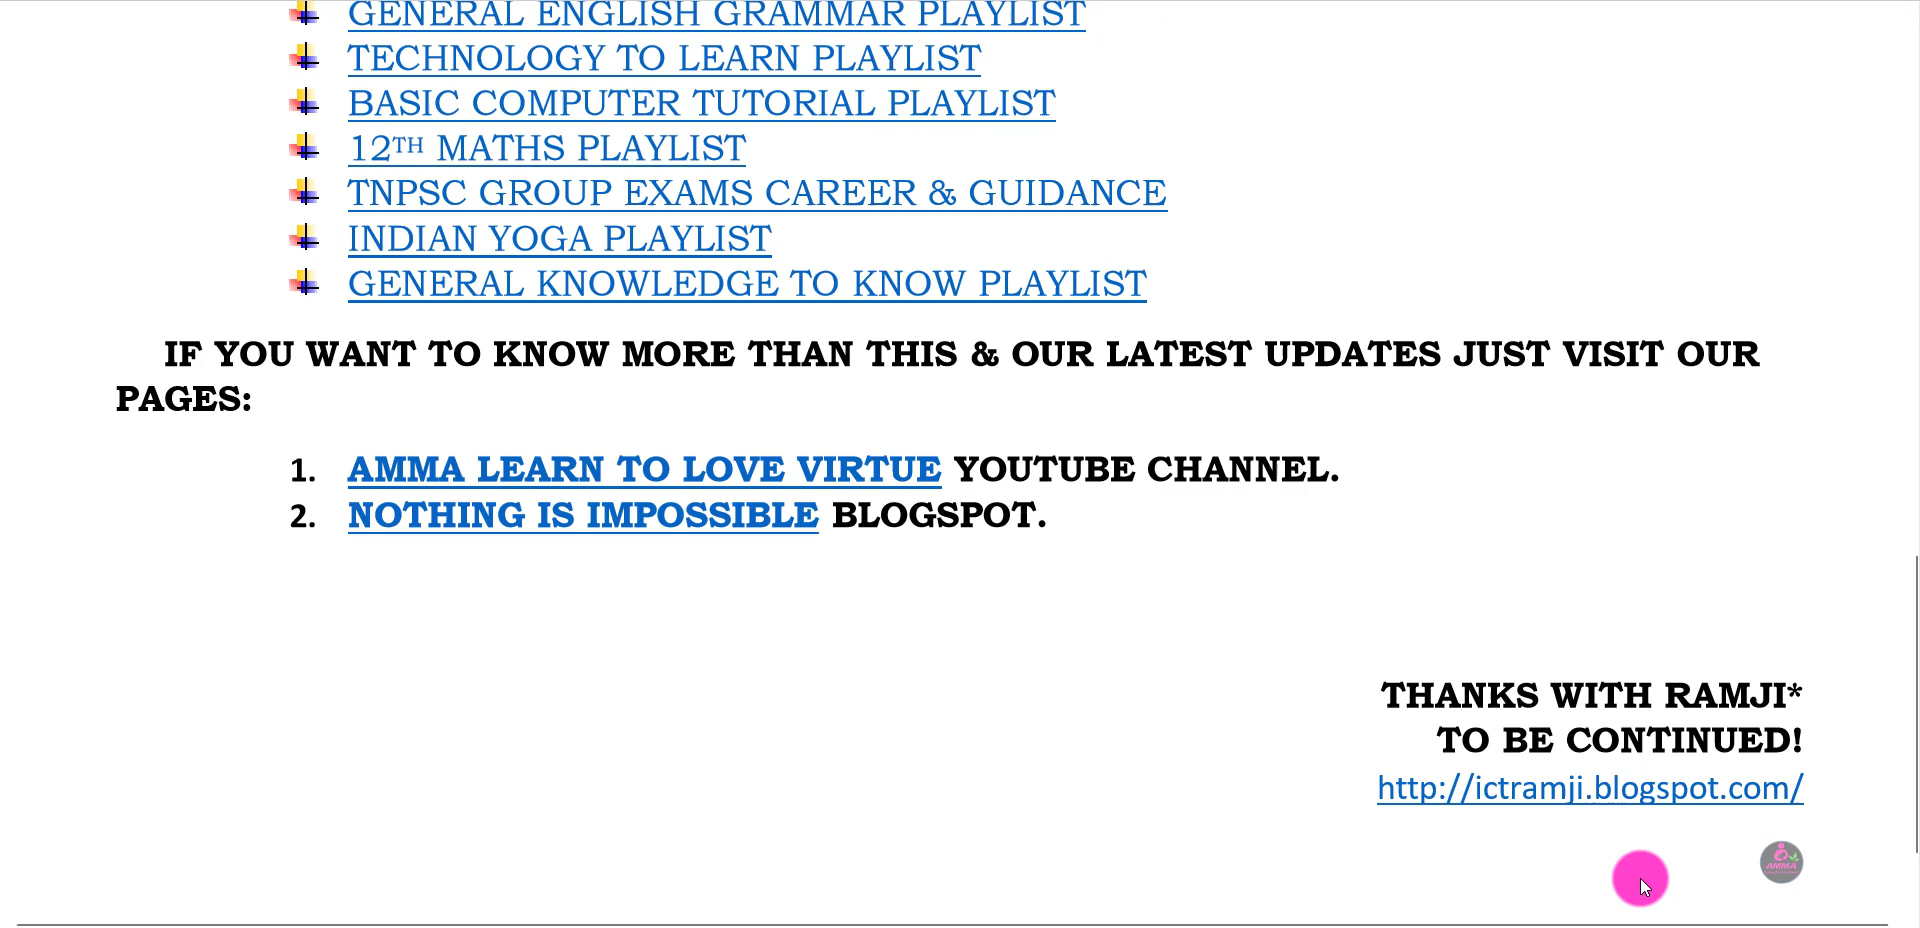 GENERAL ENGLISH GRAMMAR PLAYLIST
TECHNOLOGY TO LEARN PLAYLIST
BASIC COMPUTER TUTORIAL PLAYLIST
12TH MATHS PLAYLIST
TNPSC GROUP EXAMS CAREER & GUIDANCE
INDIAN YOGA PLAYLIST
GENERAL KNOWLEDGE TO KNOW PLAYLIST
IF YOU WANT TO KNOW MORE THAN THIS & OUR LATEST UPDATES JUST VISIT OUR
PAGES:
1. AMMA LEARN TO LOVE VIRTUE YOUTUBE CHANNEL.
2. NOTHING IS IMPOSSIBLE BLOGSPOT.
THANKS WITH RAMJI*
TO BE CONTINUED!
http://ictramji.blogspot.com/
AMMA